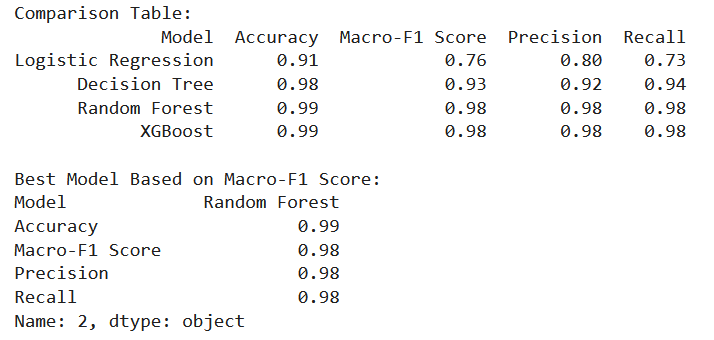 Comparison Table:
Model Accuracy Macro-F1 Score Precision Recall
Logistic Regression 0.91 0.76 0.80 0.73
Decision Tree 0.98 0.93 0.92 0.94
Random Forest 0.99 0.98 0.98 0.98
XGBoost 0.99 0.98 0.98 0.98

Best Model Based on Macro-F1 Score:
Model Random Forest
Accuracy 0.99
Macro-F1 Score 0.98
Precision 0.98
Recall 0.98
Name: 2, dtype: object